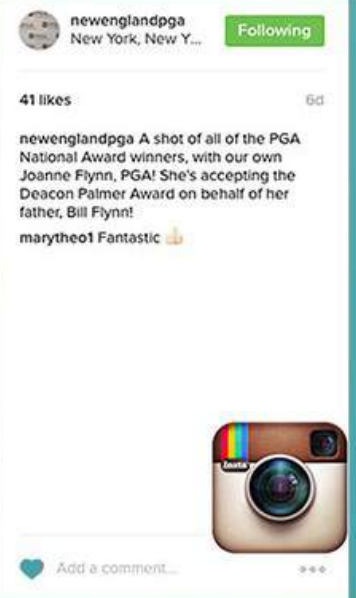 newenglandpga
New York, New Y...
Following
41 likes
6d
newenglandpga A shot of all of the PGA
National Award winners, with our own
Joanne Flynn, PGA! She's accepting the
Deacon Palmer Award on behalf of her
father, Bill Flynn!
marytheo1 Fantastic 👍
Insta
Add a comment...